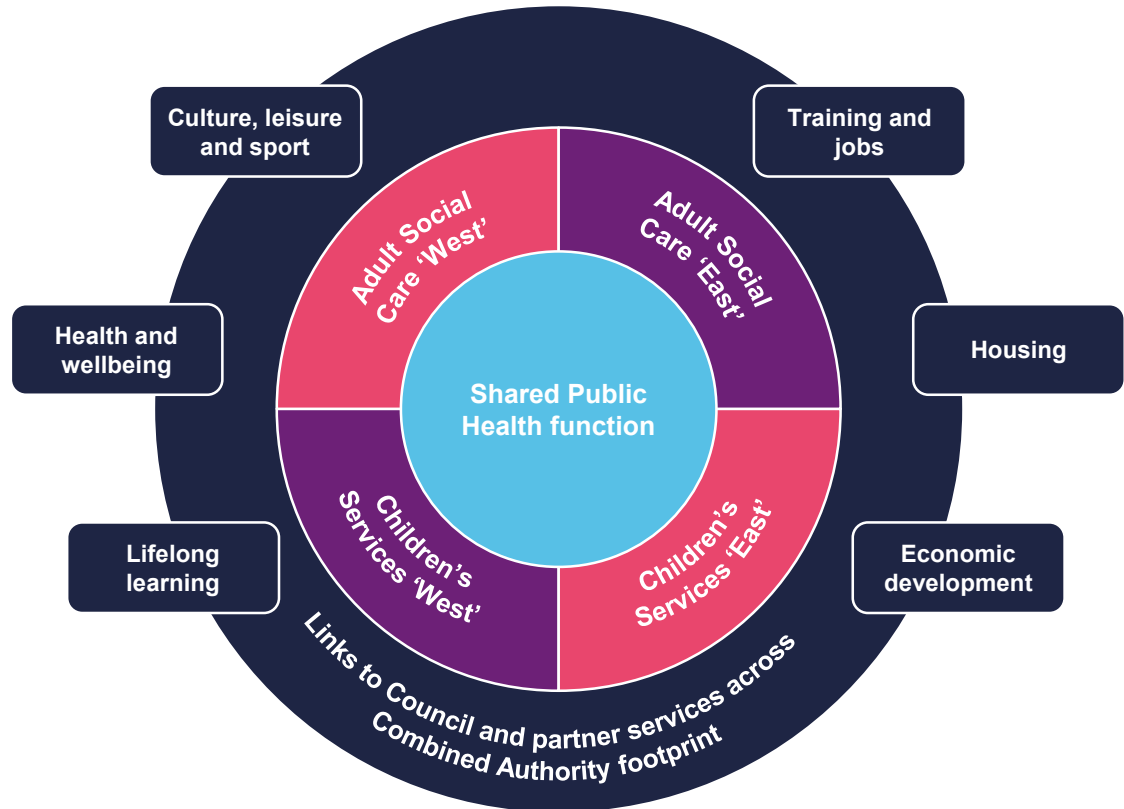 Culture, leisure
and sport
Training and
jobs
Adult Social
Care ‘West’
Adult Social
Care ‘East’
Health and
wellbeing
Housing
Shared Public
Health function
Children’s
Services ‘West’
Children’s
Services ‘East’
Lifelong
learning
Economic
development
Links to Council and partner services across
Combined Authority footprint